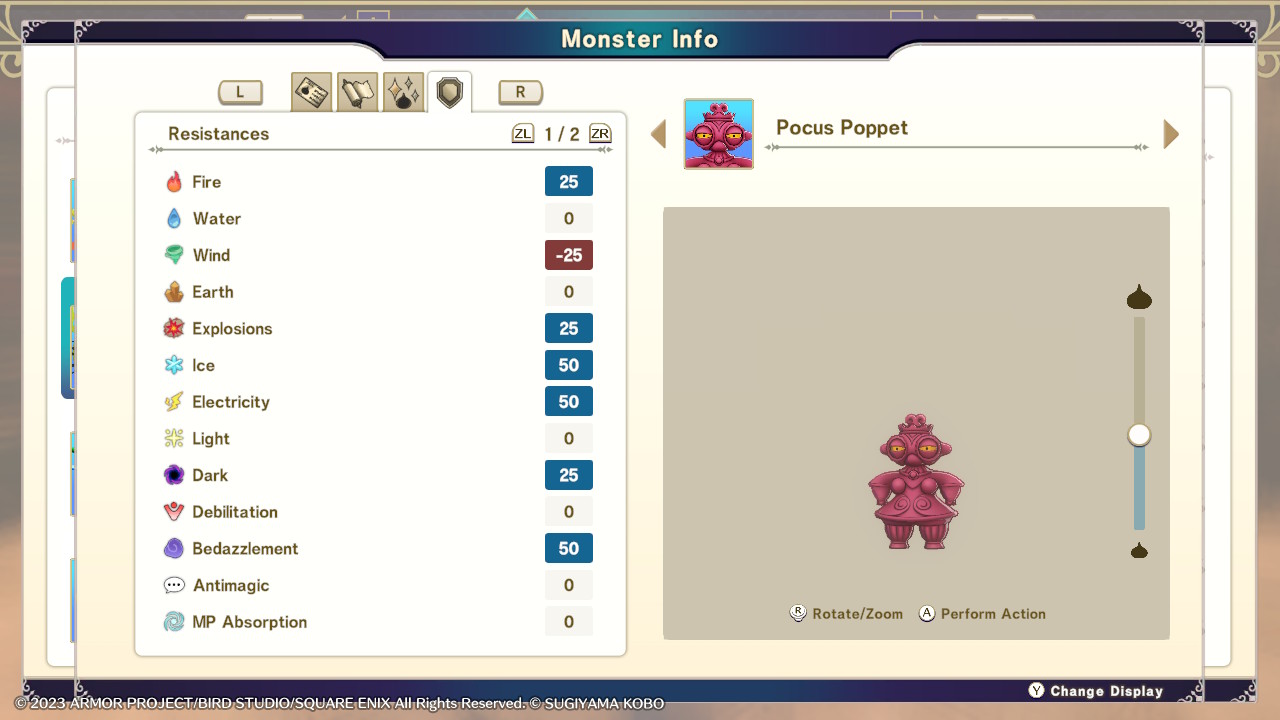 Monster Info
L
R
Resistances
ZL 1 / 2 ZR
Fire 25
Water 0
Wind -25
Earth 0
Explosions 25
Ice 50
Electricity 50
Light 0
Dark 25
Debilitation 0
Bedazzlement 50
Antimagic 0
MP Absorption 0
Pocus Poppet
R Rotate/Zoom A Perform Action
Y Change Display
© 2023 ARMOR PROJECT/BIRD STUDIO/SQUARE ENIX All Rights Reserved. © SUGIYAMA KOBO